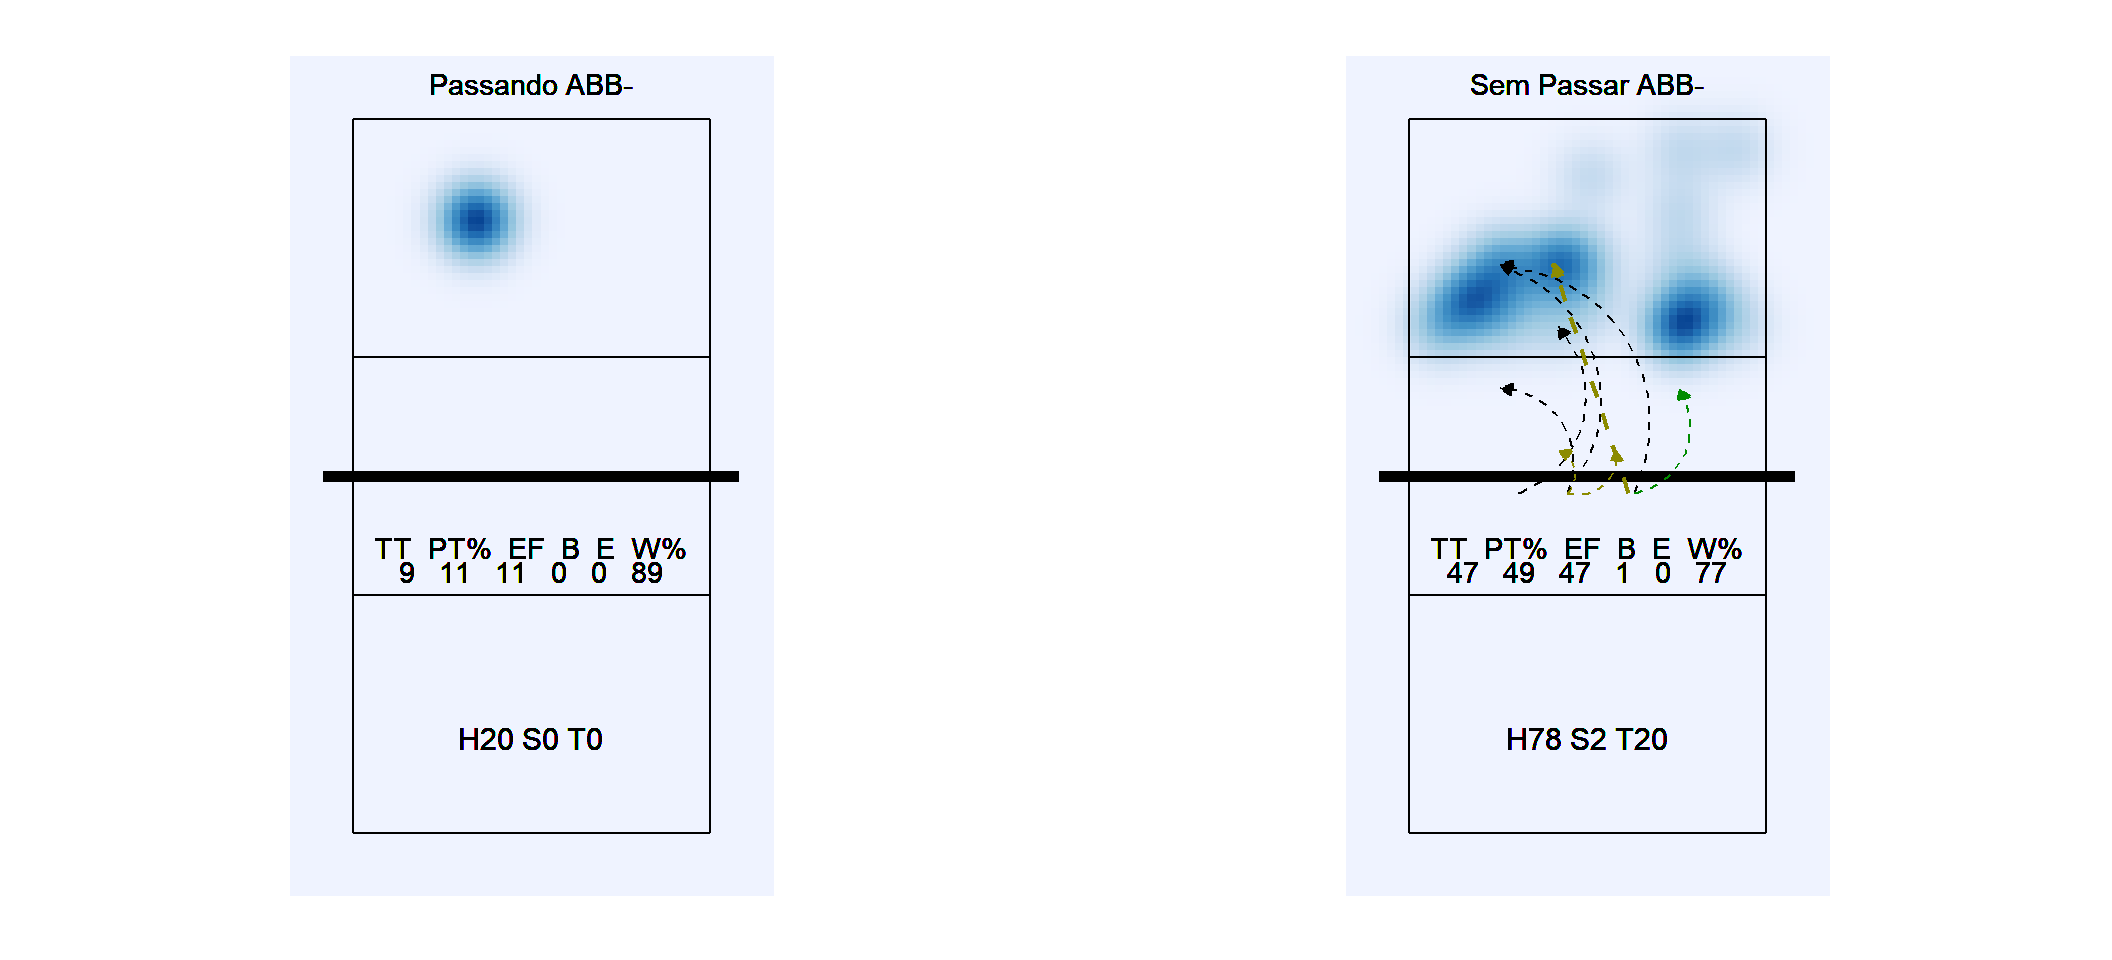 Passando ABB-
TT PT% EF B E W%
9 11 11 0 0 89
H20 S0 T0
Sem Passar ABB-
TT PT% EF B E W%
47 49 47 1 0 77
H78 S2 T20